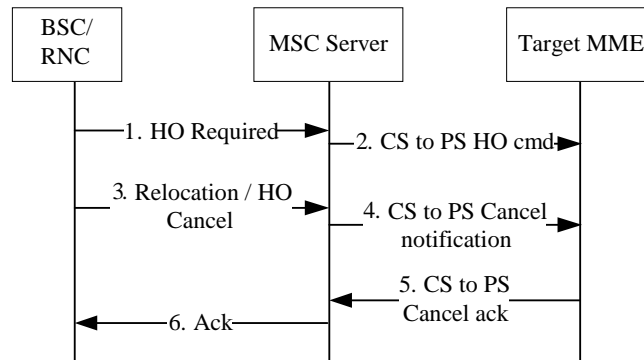 BSC/
RNC
MSC Server
Target MME
1. HO Required
2. CS to PS HO cmd
3. Relocation / HO
Cancel
4. CS to PS Cancel
notification
5. CS to PS
Cancel ack
6. Ack